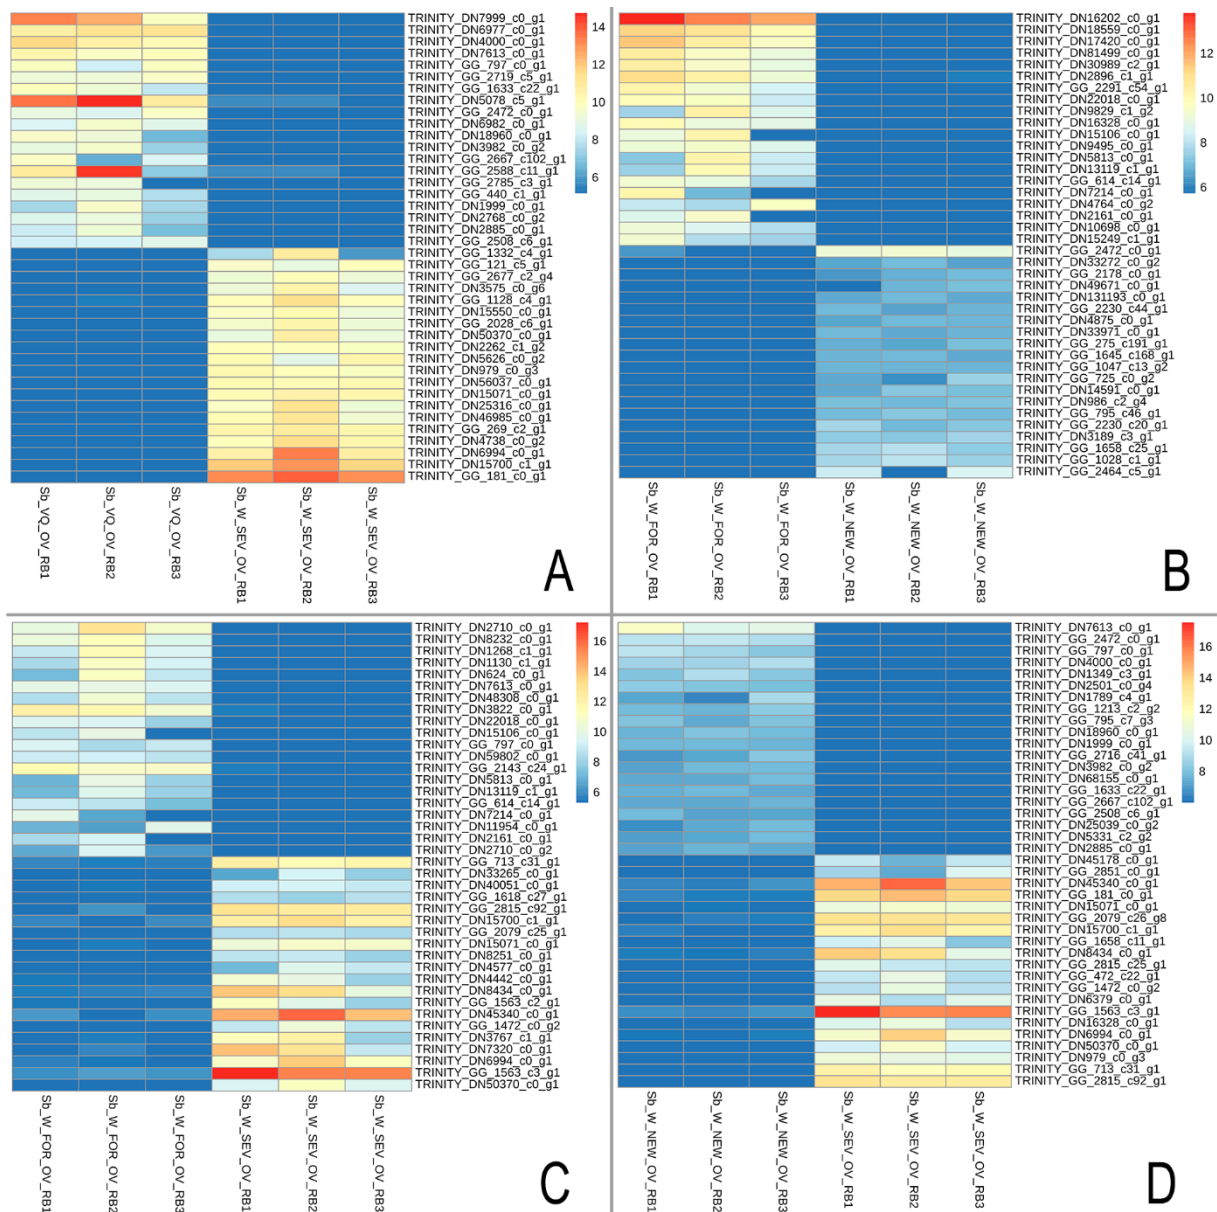 TRINITY_DN7999_c0_g1
TRINITY_DN6977_c0_g1
TRINITY_DN4000_c0_g1
TRINITY_DN7613_c0_g1
TRINITY_GG_797_c0_g1
TRINITY_GG_2719_c5_g1
TRINITY_GG_1633_c22_g1
TRINITY_DN5078_c5_g1
TRINITY_GG_2472_c0_g1
TRINITY_DN6982_c0_g1
TRINITY_DN18960_c0_g1
TRINITY_DN3982_c0_g2
TRINITY_GG_2667_c102_g1
TRINITY_GG_2588_c11_g1
TRINITY_GG_2785_c3_g1
TRINITY_GG_440_c1_g1
TRINITY_DN1999_c0_g1
TRINITY_DN2768_c0_g2
TRINITY_DN2885_c0_g1
TRINITY_GG_2508_c6_g1
TRINITY_GG_1332_c4_g1
TRINITY_GG_121_c5_g1
TRINITY_GG_2677_c2_g4
TRINITY_DN3575_c0_g6
TRINITY_GG_1128_c4_g1
TRINITY_DN15550_c0_g1
TRINITY_GG_2028_c6_g1
TRINITY_DN50370_c0_g1
TRINITY_DN2262_c1_g2
TRINITY_DN5626_c0_g2
TRINITY_DN979_c0_g3
TRINITY_DN56037_c0_g1
TRINITY_DN15071_c0_g1
TRINITY_DN25316_c0_g1
TRINITY_DN46985_c0_g1
TRINITY_GG_269_c2_g1
TRINITY_DN4738_c0_g2
TRINITY_DN6994_c0_g1
TRINITY_DN15700_c1_g1
TRINITY_GG_181_c0_g1
14
12
10
8
6
Sb_VQ_OV_RB1
Sb_VQ_OV_RB2
Sb_VQ_OV_RB3
Sb_W_SEV_OV_RB1
Sb_W_SEV_OV_RB2
Sb_W_SEV_OV_RB3
A
TRINITY_DN16202_c0_g1
TRINITY_DN18559_c0_g1
TRINITY_DN17420_c0_g1
TRINITY_DN81499_c0_g1
TRINITY_DN30989_c2_g1
TRINITY_DN2896_c1_g1
TRINITY_GG_2291_c54_g1
TRINITY_DN22018_c0_g1
TRINITY_DN9829_c1_g2
TRINITY_DN16328_c0_g1
TRINITY_DN15106_c0_g1
TRINITY_DN9495_c0_g1
TRINITY_DN5813_c0_g1
TRINITY_DN13119_c1_g1
TRINITY_GG_614_c14_g1
TRINITY_DN7214_c0_g1
TRINITY_DN4764_c0_g2
TRINITY_DN2161_c0_g1
TRINITY_DN10698_c0_g1
TRINITY_DN15249_c1_g1
TRINITY_GG_2472_c0_g1
TRINITY_DN33272_c0_g2
TRINITY_GG_2178_c0_g1
TRINITY_DN49671_c0_g1
TRINITY_DN131193_c0_g1
TRINITY_GG_2230_c44_g1
TRINITY_DN4875_c0_g1
TRINITY_DN33971_c0_g1
TRINITY_GG_275_c191_g1
TRINITY_GG_1645_c168_g1
TRINITY_GG_1047_c13_g2
TRINITY_GG_725_c0_g2
TRINITY_DN14591_c0_g1
TRINITY_DN986_c2_g4
TRINITY_GG_795_c46_g1
TRINITY_GG_2230_c20_g1
TRINITY_DN3189_c3_g1
TRINITY_GG_1658_c25_g1
TRINITY_GG_1028_c1_g1
TRINITY_GG_2464_c5_g1
12
10
8
6
Sb_W_FOR_OV_RB1
Sb_W_FOR_OV_RB2
Sb_W_FOR_OV_RB3
Sb_W_NEW_OV_RB1
Sb_W_NEW_OV_RB2
Sb_W_NEW_OV_RB3
B
TRINITY_DN2710_c0_g1
TRINITY_DN8232_c0_g1
TRINITY_DN1268_c1_g1
TRINITY_DN1130_c1_g1
TRINITY_DN624_c0_g1
TRINITY_DN7613_c0_g1
TRINITY_DN48308_c0_g1
TRINITY_DN3822_c0_g1
TRINITY_DN22018_c0_g1
TRINITY_DN15106_c0_g1
TRINITY_GG_797_c0_g1
TRINITY_DN59802_c0_g1
TRINITY_GG_2143_c24_g1
TRINITY_DN5813_c0_g1
TRINITY_DN13119_c1_g1
TRINITY_GG_614_c14_g1
TRINITY_DN7214_c0_g1
TRINITY_DN11954_c0_g1
TRINITY_DN2161_c0_g1
TRINITY_DN2710_c0_g2
TRINITY_GG_713_c31_g1
TRINITY_DN33265_c0_g1
TRINITY_DN40051_c0_g1
TRINITY_GG_1618_c27_g1
TRINITY_GG_2815_c92_g1
TRINITY_DN15700_c1_g1
TRINITY_GG_2079_c25_g1
TRINITY_DN15071_c0_g1
TRINITY_DN8251_c0_g1
TRINITY_DN4577_c0_g1
TRINITY_DN4442_c0_g1
TRINITY_DN8434_c0_g1
TRINITY_GG_1563_c2_g1
TRINITY_DN45340_c0_g1
TRINITY_GG_1472_c0_g2
TRINITY_DN3767_c1_g1
TRINITY_DN7320_c0_g1
TRINITY_DN6994_c0_g1
TRINITY_GG_1563_c3_g1
TRINITY_DN50370_c0_g1
16
14
12
10
8
6
Sb_W_FOR_OV_RB1
Sb_W_FOR_OV_RB2
Sb_W_FOR_OV_RB3
Sb_W_SEV_OV_RB1
Sb_W_SEV_OV_RB2
Sb_W_SEV_OV_RB3
C
TRINITY_DN7613_c0_g1
TRINITY_GG_2472_c0_g1
TRINITY_GG_797_c0_g1
TRINITY_DN4000_c0_g1
TRINITY_DN1349_c3_g1
TRINITY_DN2501_c0_g4
TRINITY_DN1789_c4_g1
TRINITY_GG_1213_c2_g2
TRINITY_GG_795_c7_g3
TRINITY_DN18960_c0_g1
TRINITY_DN1999_c0_g1
TRINITY_GG_2716_c41_g1
TRINITY_DN3982_c0_g2
TRINITY_DN68155_c0_g1
TRINITY_GG_1633_c22_g1
TRINITY_GG_2667_c102_g1
TRINITY_GG_2508_c6_g1
TRINITY_DN25039_c0_g2
TRINITY_DN5331_c2_g2
TRINITY_DN2885_c0_g1
TRINITY_DN45178_c0_g1
TRINITY_GG_2851_c0_g1
TRINITY_DN45340_c0_g1
TRINITY_GG_181_c0_g1
TRINITY_DN15071_c0_g1
TRINITY_GG_2079_c26_g8
TRINITY_DN15700_c1_g1
TRINITY_GG_1658_c11_g1
TRINITY_DN8434_c0_g1
TRINITY_GG_2815_c25_g1
TRINITY_GG_472_c22_g1
TRINITY_GG_1472_c0_g2
TRINITY_DN6379_c0_g1
TRINITY_GG_1563_c3_g1
TRINITY_DN16328_c0_g1
TRINITY_DN6994_c0_g1
TRINITY_DN50370_c0_g1
TRINITY_DN979_c0_g3
TRINITY_GG_713_c31_g1
TRINITY_GG_2815_c92_g1
16
14
12
10
8
Sb_W_NEW_OV_RB1
Sb_W_NEW_OV_RB2
Sb_W_NEW_OV_RB3
Sb_W_SEV_OV_RB1
Sb_W_SEV_OV_RB2
Sb_W_SEV_OV_RB3
D